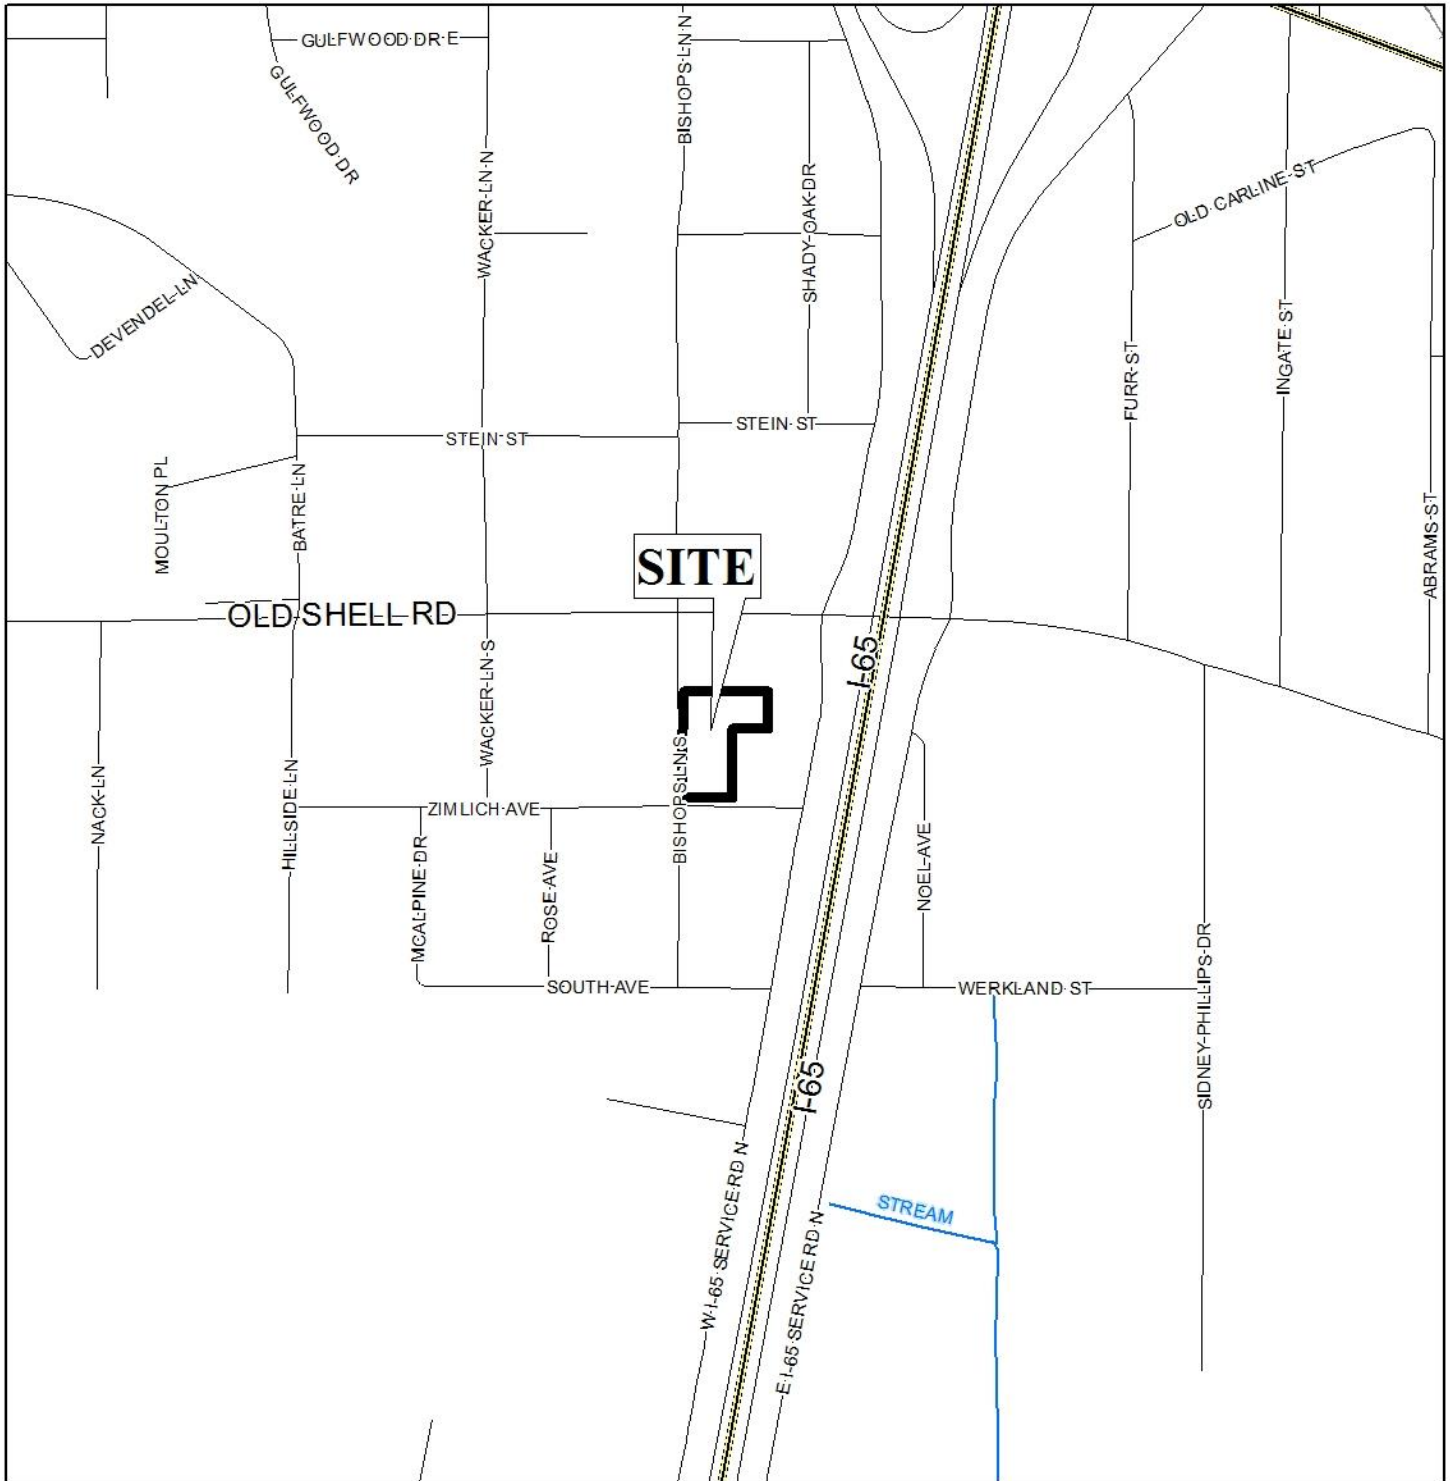 GULFWOOD DR E
GULFWOOD DR
BISHOPS LN N
WACKER LN N
SHADY OAK DR
OLD CARLINE ST
DEVENDEL LN
INGATE ST
FURR ST
STEIN ST
STEIN ST
MOULTON PL
BATRE LN
ABRAMS ST
SITE
OLD SHELL RD
I-65
WACKER LN S
NACK LN
HILLSIDE LN
BISHOPS LN S
ZIMLICH AVE
MCALPINE DR
ROSE AVE
NOEL AVE
SOUTH AVE
WERKLAND ST
SIDNEY PHILLIPS DR
I-65
W I-65 SERVICE RD N
STREAM
E I-65 SERVICE RD N